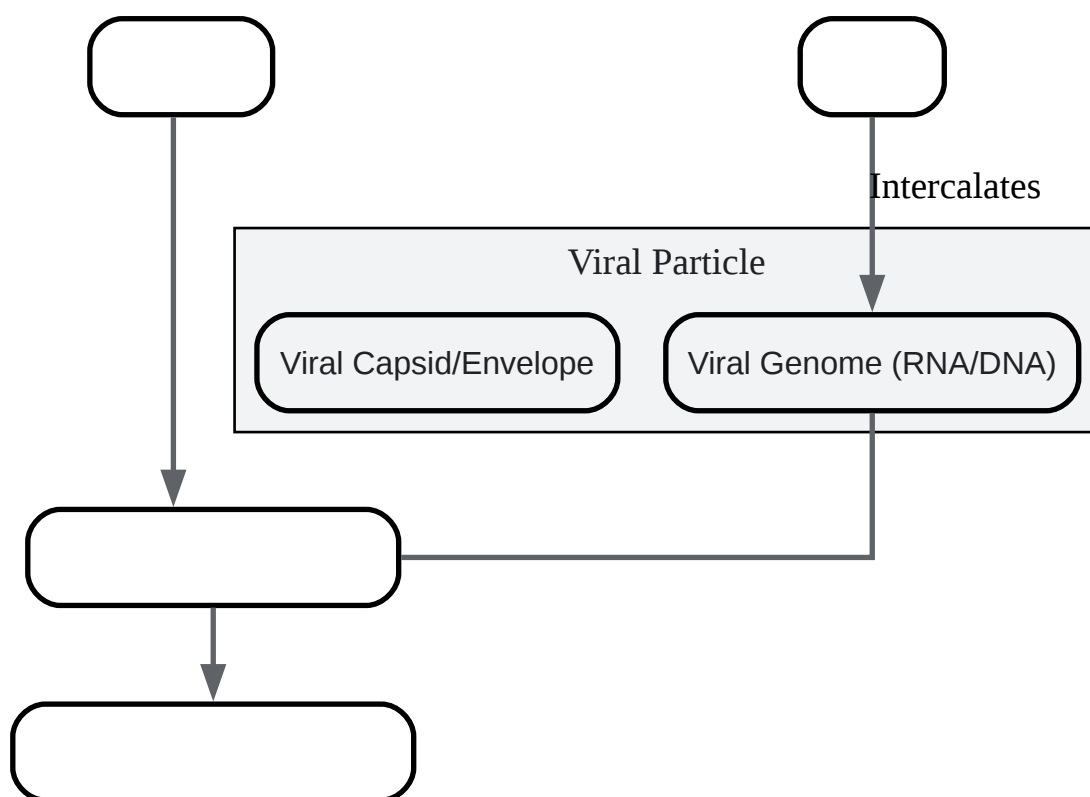 Intercalates
Viral Particle
Viral Capsid/Envelope
Viral Genome (RNA/DNA)